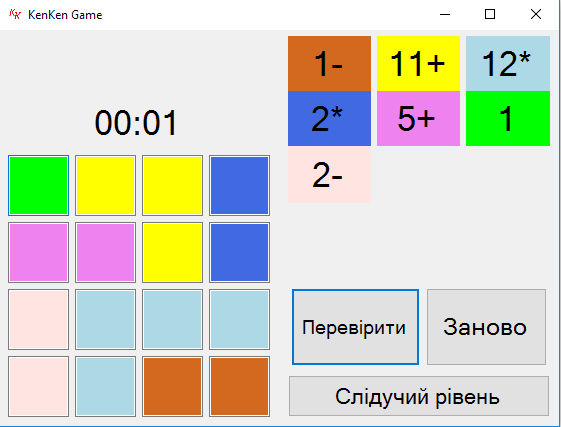 KenKen Game
1- 11+ 12*
00:01
2* 5+ 1
2-
Перевірити Заново
Слідучий рівень